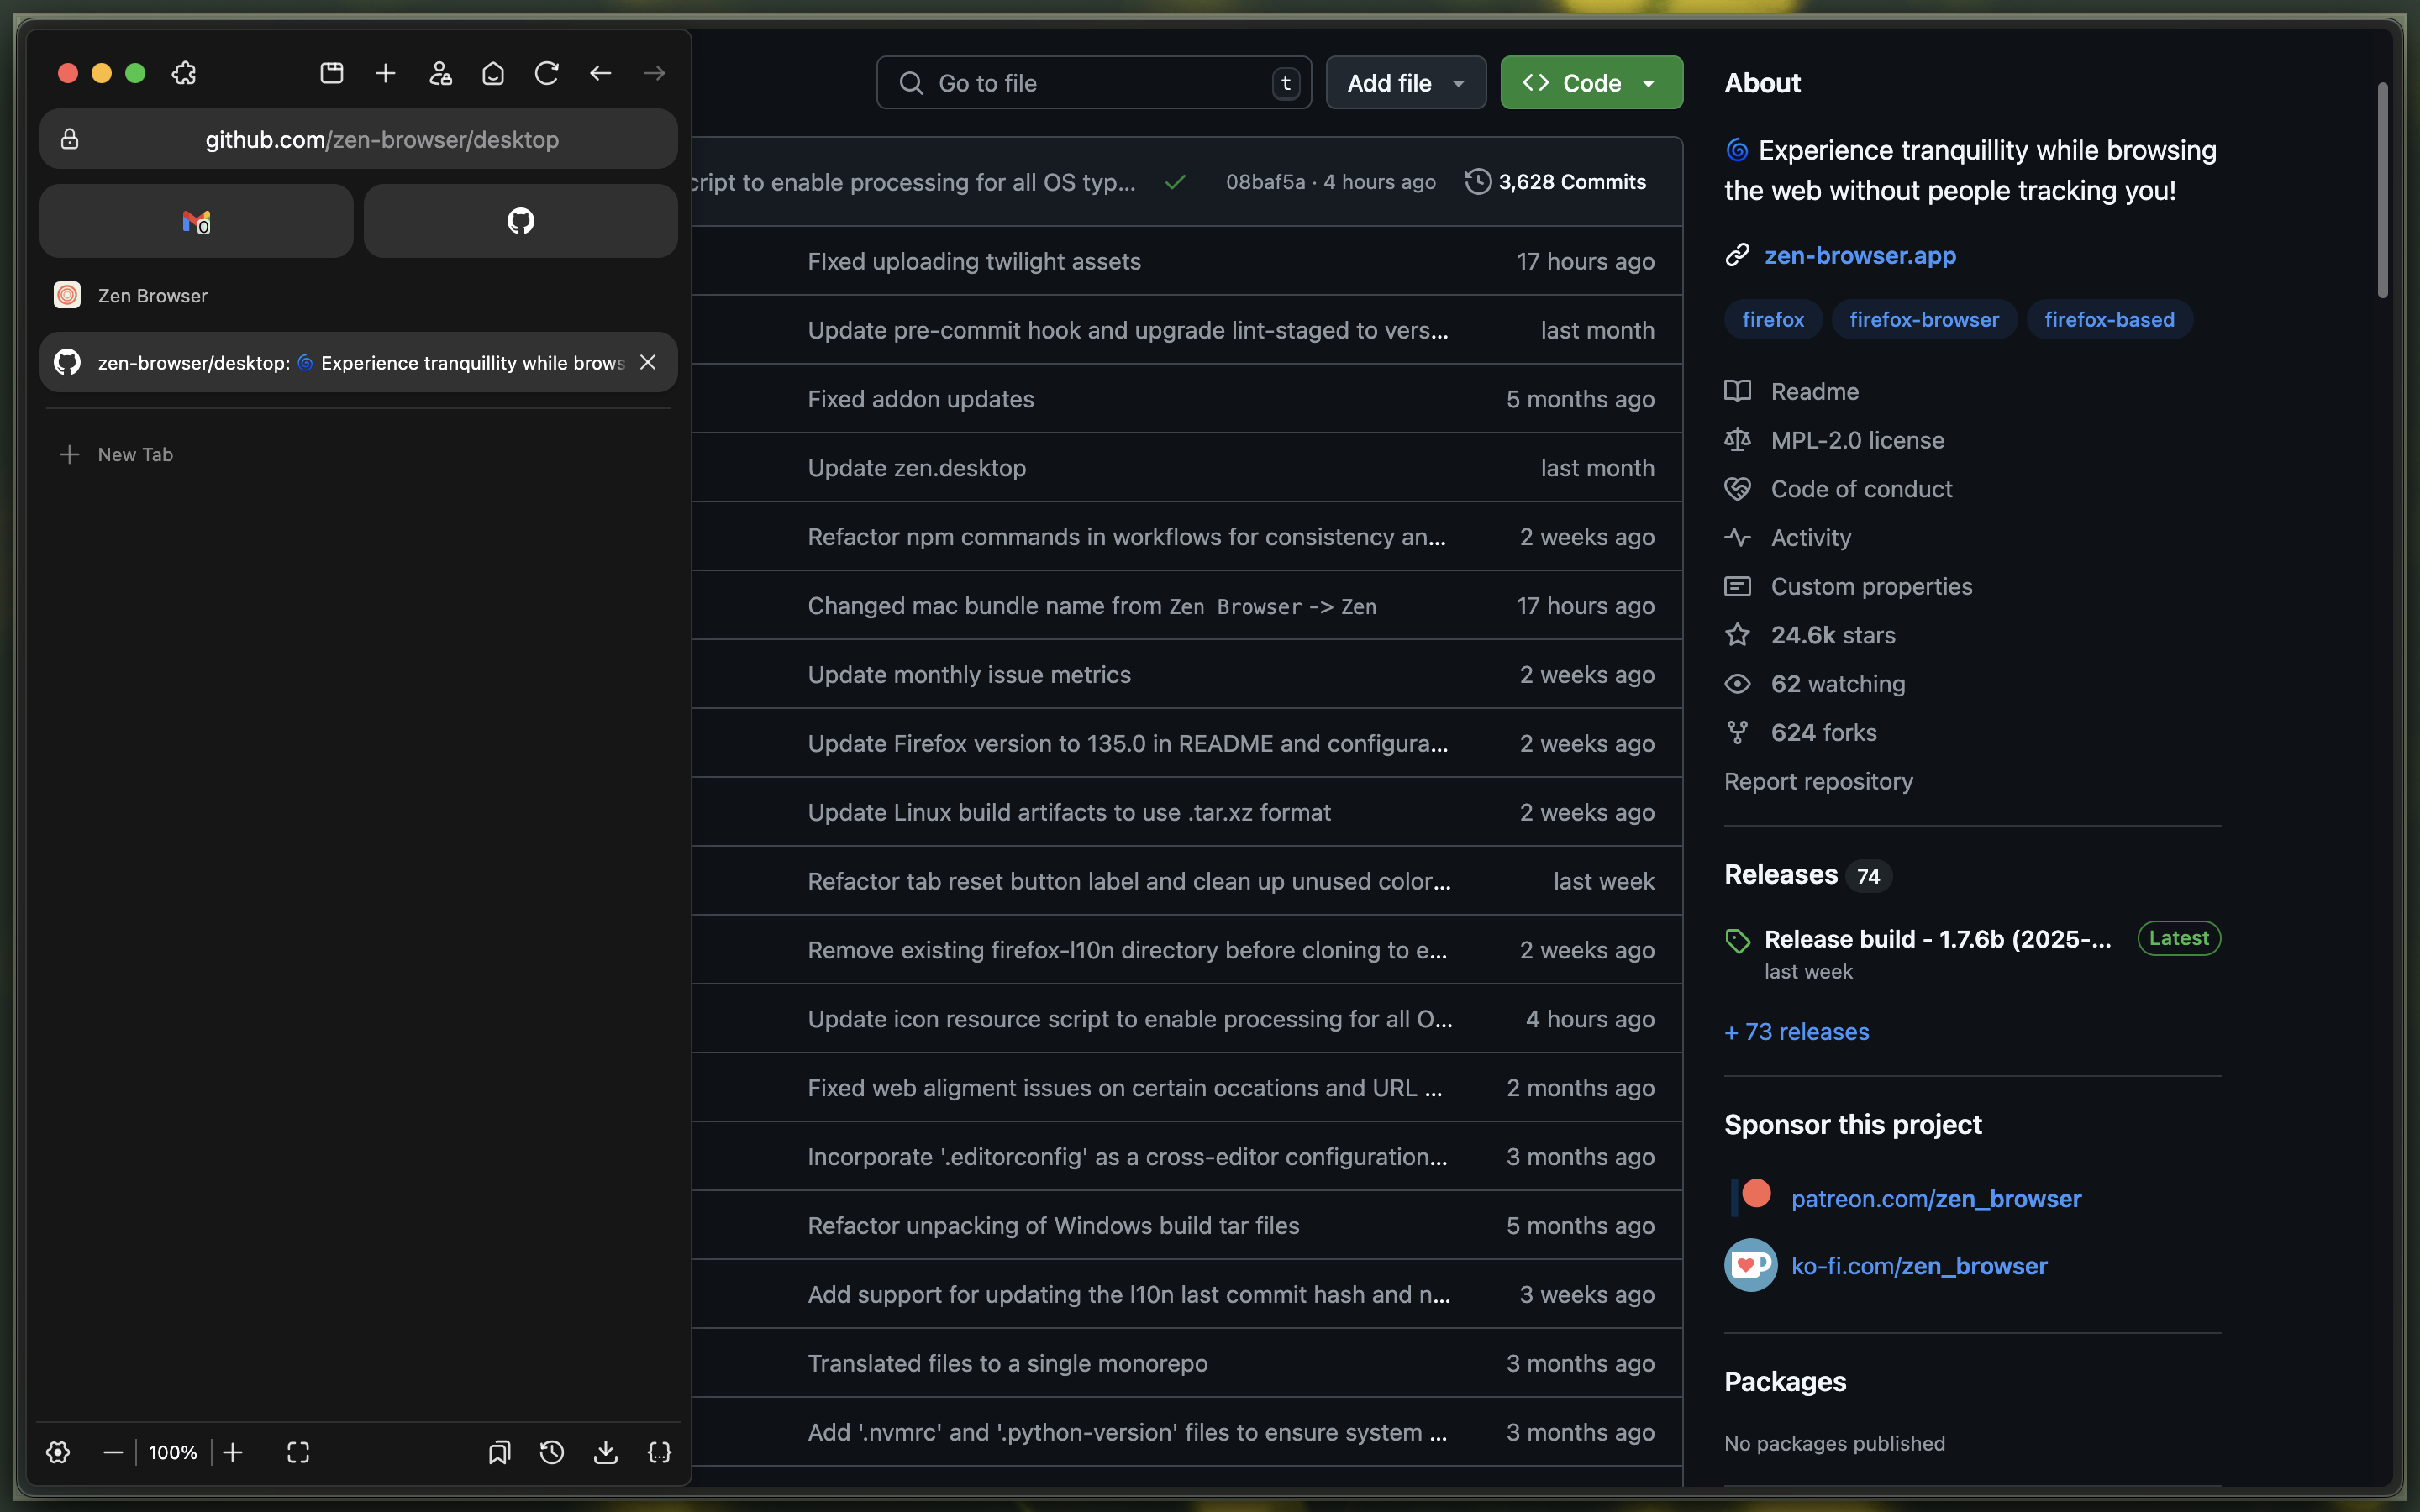 github.com/zen-browser/desktop
Zen Browser
zen-browser/desktop: 🌀 Experience tranquillity while brows
New Tab
100%
Go to file
t
Add file
Code
cript to enable processing for all OS typ...
08baf5a · 4 hours ago
3,628 Commits
FIxed uploading twilight assets
17 hours ago
Update pre-commit hook and upgrade lint-staged to vers...
last month
Fixed addon updates
5 months ago
Update zen.desktop
last month
Refactor npm commands in workflows for consistency an...
2 weeks ago
Changed mac bundle name from Zen Browser -> Zen
17 hours ago
Update monthly issue metrics
2 weeks ago
Update Firefox version to 135.0 in README and configura...
2 weeks ago
Update Linux build artifacts to use .tar.xz format
2 weeks ago
Refactor tab reset button label and clean up unused color...
last week
Remove existing firefox-l10n directory before cloning to e...
2 weeks ago
Update icon resource script to enable processing for all O...
4 hours ago
Fixed web aligment issues on certain occations and URL ...
2 months ago
Incorporate '.editorconfig' as a cross-editor configuration...
3 months ago
Refactor unpacking of Windows build tar files
5 months ago
Add support for updating the l10n last commit hash and n...
3 weeks ago
Translated files to a single monorepo
3 months ago
Add '.nvmrc' and '.python-version' files to ensure system ...
3 months ago
About
🌀 Experience tranquillity while browsing
the web without people tracking you!
zen-browser.app
firefox
firefox-browser
firefox-based
Readme
MPL-2.0 license
Code of conduct
Activity
Custom properties
24.6k stars
62 watching
624 forks
Report repository
Releases 74
Release build - 1.7.6b (2025-...
Latest
last week
+ 73 releases
Sponsor this project
patreon.com/zen_browser
ko-fi.com/zen_browser
Packages
No packages published